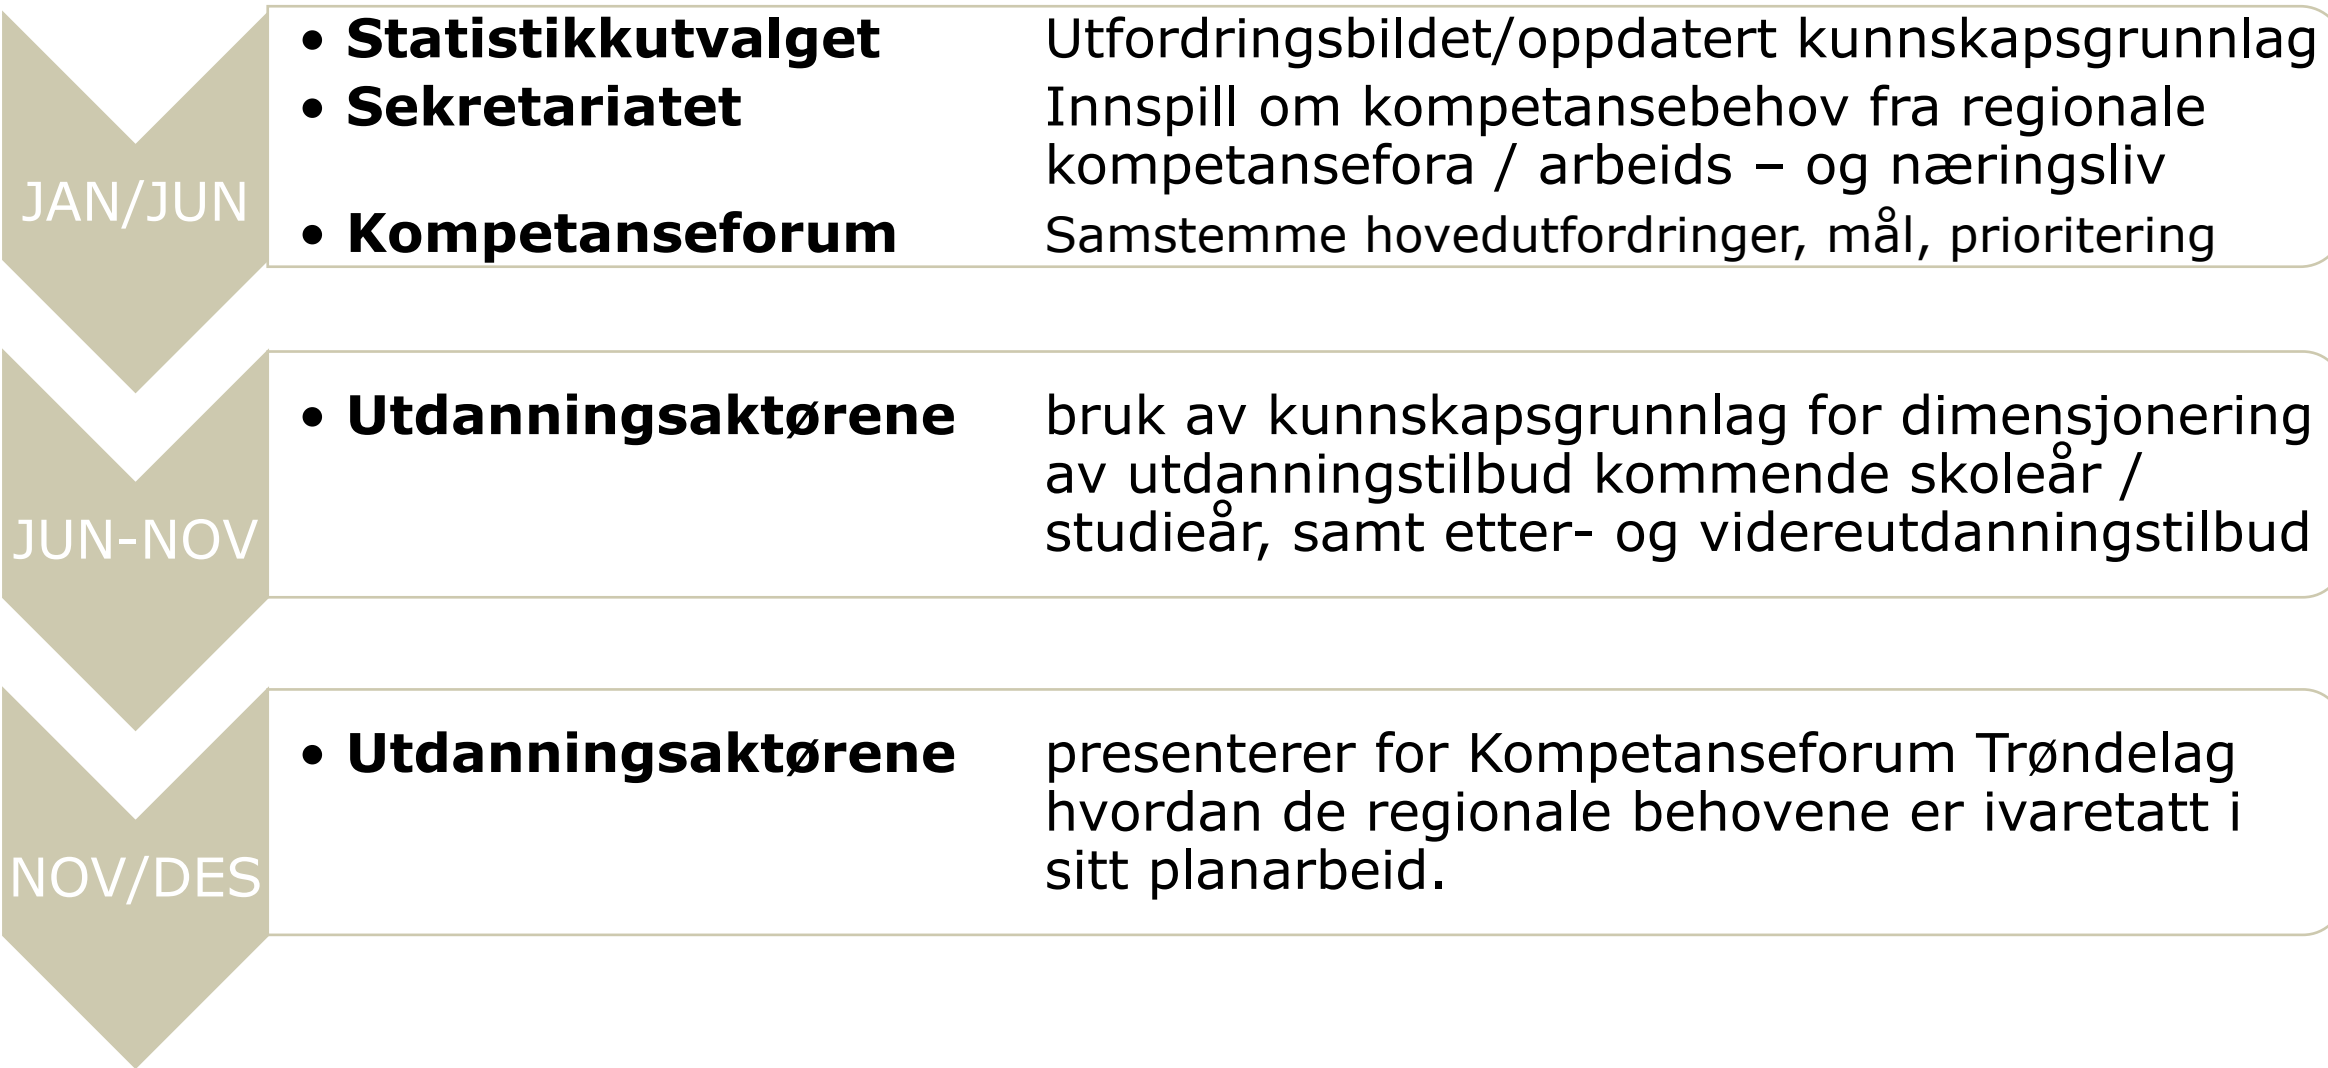 JAN/JUN
• Statistikkutvalget Utfordringsbildet/oppdatert kunnskapsgrunnlag
• Sekretariatet Innspill om kompetansebehov fra regionale
kompetansefora / arbeids – og næringsliv
• Kompetanseforum Samstemme hovedutfordringer, mål, prioritering
JUN-NOV
• Utdanningsaktørene bruk av kunnskapsgrunnlag for dimensjonering
av utdanningstilbud kommende skoleår /
studieår, samt etter- og videreutdanningstilbud
NOV/DES
• Utdanningsaktørene presenterer for Kompetanseforum Trøndelag
hvordan de regionale behovene er ivaretatt i
sitt planarbeid.